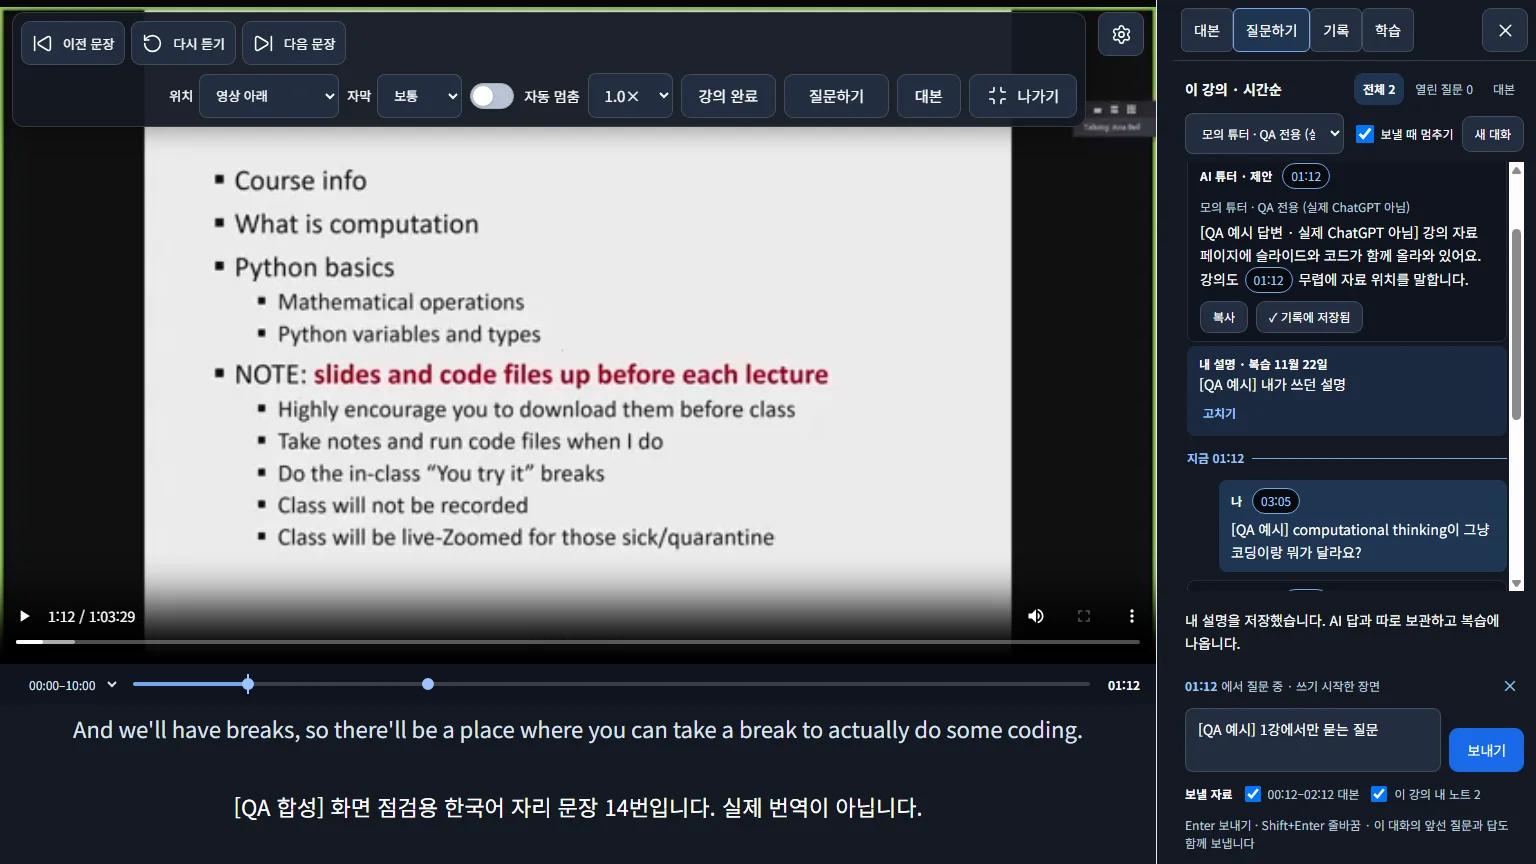 이전 문장
다시 듣기
다음 문장
위치
영상 아래
자막
보통
자동 멈춤
1.0×
강의 완료
질문하기
대본
나가기
Course info
What is computation
Python basics
Mathematical operations
Python variables and types
NOTE: slides and code files up before each lecture
Highly encourage you to download them before class
Take notes and run code files when I do
Do the in-class “You try it” breaks
Class will not be recorded
Class will be live-Zoomed for those sick/quarantine
1:12 / 1:03:29
00:00–10:00
01:12
And we'll have breaks, so there'll be a place where you can take a break to actually do some coding.
[QA 합성] 화면 점검용 한국어 자리 문장 14번입니다. 실제 번역이 아닙니다.
대본
질문하기
기록
학습
이 강의 · 시간순
전체 2
열린 질문 0
대본
모의 튜터 · QA 전용
보낼 때 멈추기
새 대화
AI 튜터 · 제안 01:12
모의 튜터 · QA 전용 (실제 ChatGPT 아님)
[QA 예시 답변 · 실제 ChatGPT 아님] 강의 자료
페이지에 슬라이드와 코드가 함께 올라와 있어요.
강의도 01:12 무렵에 자료 위치를 말합니다.
복사
✓ 기록에 저장됨
내 설명 · 복습 11월 22일
[QA 예시] 내가 쓰던 설명
고치기
지금 01:12
나 03:05
[QA 예시] computational thinking이 그냥
코딩이랑 뭐가 달라요?
내 설명을 저장했습니다. AI 답과 따로 보관하고 복습에
나옵니다.
01:12 에서 질문 중 · 쓰기 시작한 장면
[QA 예시] 1강에서만 묻는 질문
보내기
보낼 자료
00:12–02:12 대본
이 강의 내 노트 2
Enter 보내기 · Shift+Enter 줄바꿈 · 이 대화의 앞선 질문과 답도
함께 보냅니다